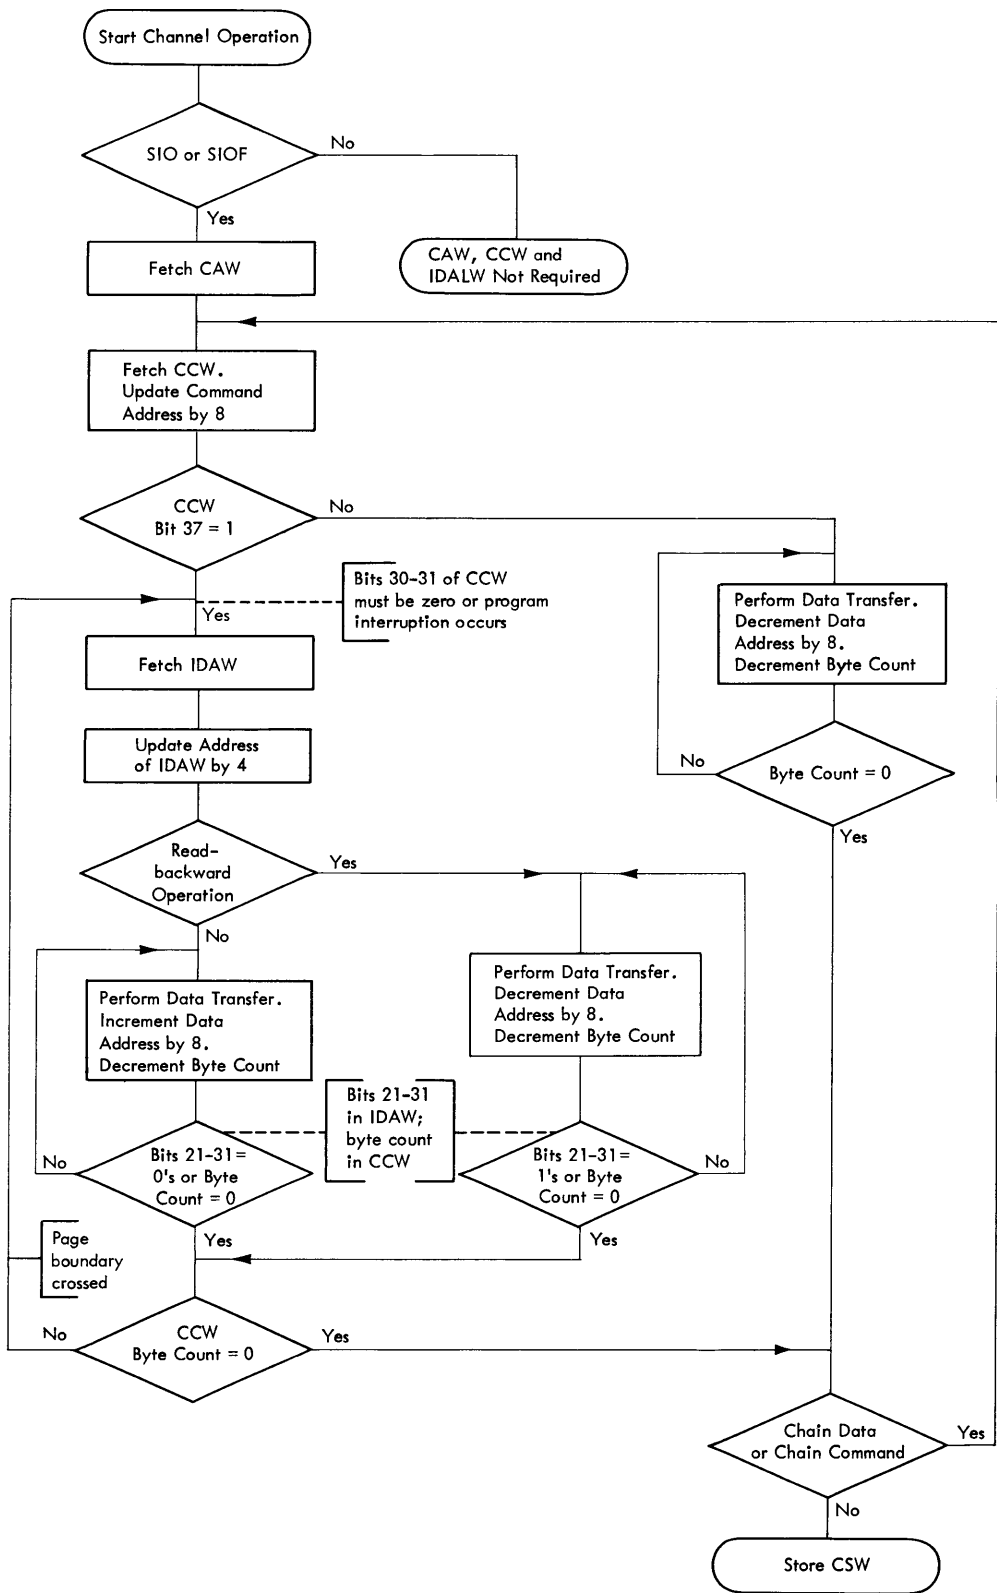 Start Channel Operation
SIO or SIOF
No
Yes
Fetch CAW
CAW, CCW and
IDALW Not Required
Fetch CCW.
Update Command
Address by 8
CCW
Bit 37 = 1
No
Yes
Bits 30-31 of CCW
must be zero or program
interruption occurs
Perform Data Transfer.
Decrement Data
Address by 8.
Decrement Byte Count
Fetch IDAW
Update Address
of IDAW by 4
No
Byte Count = 0
Yes
Read-
backward
Operation
Yes
No
Perform Data Transfer.
Increment Data
Address by 8.
Decrement Byte Count
Perform Data Transfer.
Decrement Data
Address by 8.
Decrement Byte Count
Bits 21-31
in IDAW;
byte count
in CCW
No
Bits 21-31=
0's or Byte
Count = 0
Yes
Bits 21-31=
1's or Byte
Count = 0
No
Yes
Page
boundary
crossed
No
CCW
Byte Count = 0
Yes
Chain Data
or Chain Command
Yes
No
Store CSW